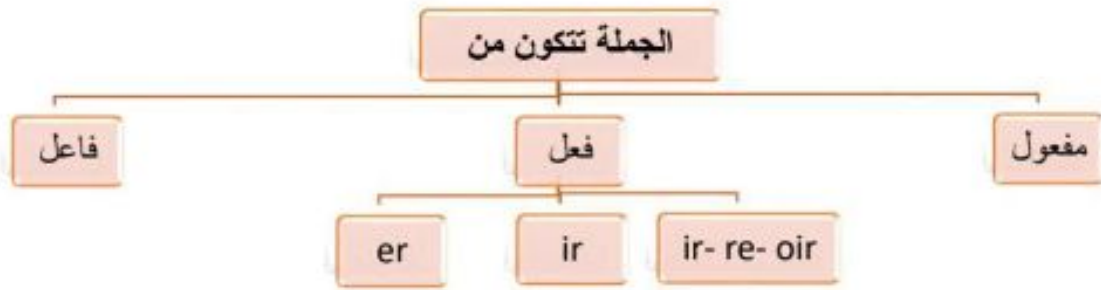 الجملة تتكون من
فاعل
فعل
مفعول
er
ir
ir- re- oir